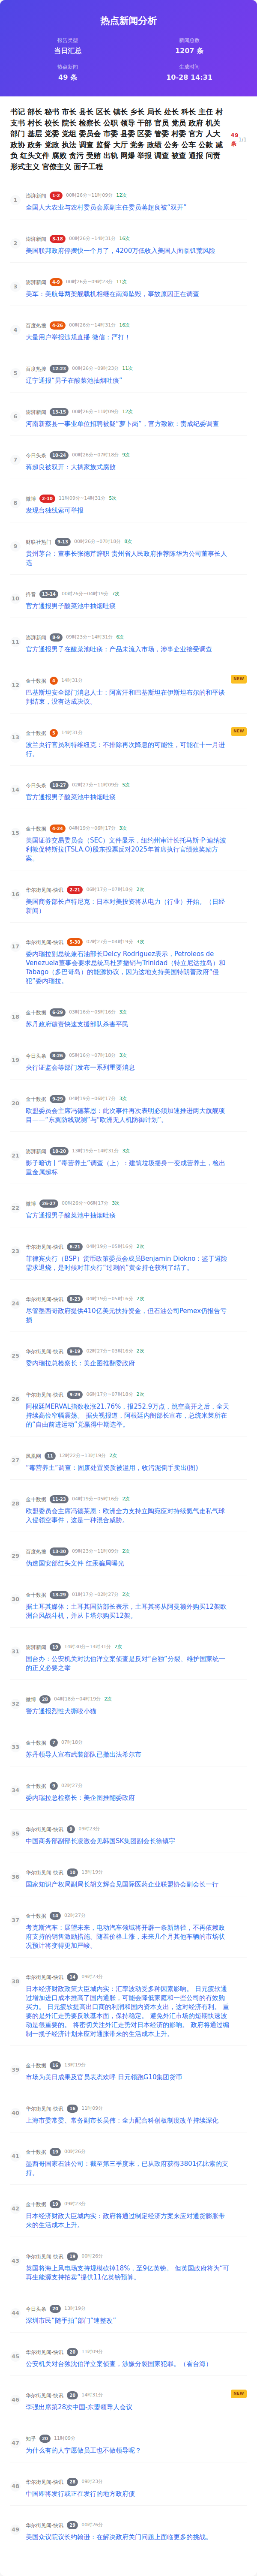 热点新闻分析
报告类型
新闻总数
当日汇总
1207 条
热点新闻
生成时间
49 条
10-28 14:31
书记 部长 秘书 市长 县长 区长 镇长 乡长 局长 处长 科长 主任 村
支书 村长 校长 院长 检察长 公职 领导 干部 官员 党员 政府 机关
部门 基层 党委 党组 委员会 市委 县委 区委 管委 村委 官方 人大
政协 政务 党政 执法 调查 监督 大厅 党务 政绩 公务 公车 公款 减
负 红头文件 腐败 贪污 受贿 出轨 网爆 举报 调查 被查 通报 问责
形式主义 官僚主义 面子工程
49 条
1/1
1
澎湃新闻 1-2 00时26分~11时09分 12次
全国人大农业与农村委员会原副主任委员蒋超良被“双开”
2
澎湃新闻 3-18 00时26分~14时31分 16次
美国联邦政府停摆快一个月了，4200万低收入美国人面临饥荒风险
3
澎湃新闻 4-9 00时26分~09时23分 11次
美军：美航母两架舰载机相继在南海坠毁，事故原因正在调查
4
百度热搜 4-26 00时26分~14时31分 16次
大量用户举报违规直播 微信：严打！
5
百度热搜 12-23 00时26分~09时23分 11次
辽宁通报“男子在酸菜池抽烟吐痰”
6
澎湃新闻 13-15 00时26分~11时09分 12次
河南新蔡县一事业单位招聘被疑“萝卜岗”，官方致歉：责成纪委调查
7
今日头条 10-24 00时26分~07时18分 9次
蒋超良被双开：大搞家族式腐败
8
微博 2-10 11时09分~14时31分 5次
发现台独线索可举报
9
财联社热门 9-13 00时26分~07时18分 8次
贵州茅台：董事长张德芹辞职 贵州省人民政府推荐陈华为公司董事长人
选
10
抖音 13-14 00时26分~04时19分 7次
官方通报男子酸菜池中抽烟吐痰
11
澎湃新闻 8-9 09时23分~14时31分 6次
官方通报男子在酸菜池吐痰：产品未流入市场，涉事企业接受调查
12
金十数据 4 14时31分
NEW
巴基斯坦安全部门消息人士：阿富汗和巴基斯坦在伊斯坦布尔的和平谈
判结束，没有达成决议。
13
金十数据 5 14时31分
NEW
波兰央行官员利特维纽克：不排除再次降息的可能性，可能在十一月进
行。
14
今日头条 18-27 02时27分~11时09分 5次
官方通报男子酸菜池中抽烟吐痰
15
金十数据 6-24 04时19分~06时17分 3次
美国证券交易委员会（SEC）文件显示，纽约州审计长托马斯·P·迪纳波
利敦促特斯拉(TSLA.O)股东投票反对2025年首席执行官绩效奖励方
案。
16
华尔街见闻-快讯 2-21 06时17分~07时18分 2次
美国商务部长卢特尼克：日本对美投资将从电力（行业）开始。（日经
新闻）
17
华尔街见闻-快讯 5-30 02时27分~04时19分 3次
委内瑞拉副总统兼石油部长Delcy Rodriguez表示，Petroleos de
Venezuela董事会要求总统马杜罗撤销与Trinidad（特立尼达拉岛）和
Tabago（多巴哥岛）的能源协议，因为这地支持美国特朗普政府“侵
犯”委内瑞拉。
18
金十数据 6-29 03时16分~05时16分 3次
苏丹政府谴责快速支援部队杀害平民
19
今日头条 8-26 05时16分~07时18分 3次
央行证监会等部门发布一系列重要消息
20
金十数据 9-29 04时19分~06时17分 3次
欧盟委员会主席冯德莱恩：此次事件再次表明必须加速推进两大旗舰项
目——“东翼防线观测”与“欧洲无人机防御计划”。
21
澎湃新闻 18-20 13时19分~14时31分 3次
影子暗访丨“毒营养土”调查（上）：建筑垃圾摇身一变成营养土，检出
重金属超标
22
微博 26-27 00时26分~06时17分 3次
官方通报男子酸菜池中抽烟吐痰
23
华尔街见闻-快讯 6-21 04时19分~05时16分 2次
菲律宾央行（BSP）货币政策委员会成员Benjamin Diokno：鉴于避险
需求退烧，是时候对菲央行“过剩的”黄金持仓获利了结了。
24
华尔街见闻-快讯 8-23 04时19分~05时16分 2次
尽管墨西哥政府提供410亿美元扶持资金，但石油公司Pemex仍报告亏
损
25
华尔街见闻-快讯 9-19 02时27分~03时16分 2次
委内瑞拉总检察长：美企图推翻委政府
26
华尔街见闻-快讯 9-29 06时17分~07时18分 2次
阿根廷MERVAL指数收涨21.76%，报252.9万点，跳空高开之后，全天
持续高位窄幅震荡。 据央视报道，阿根廷内阁部长宣布，总统米莱所在
的“自由前进运动”党赢得中期选举。
27
凤凰网 11 12时22分~13时19分 2次
“毒营养土”调查：固废处置资质被滥用，收污泥倒手卖出(图)
28
金十数据 11-23 04时19分~05时16分 2次
欧盟委员会主席冯德莱恩：欧洲全力支持立陶宛应对持续氦气走私气球
入侵领空事件，这是一种混合威胁。
29
百度热搜 13-30 09时23分~11时09分 2次
伪造国安部红头文件 红汞骗局曝光
30
金十数据 13-29 01时17分~02时27分 2次
据土耳其媒体：土耳其国防部长表示，土耳其将从阿曼额外购买12架欧
洲台风战斗机，并从卡塔尔购买12架。
31
澎湃新闻 19 14时30分~14时31分 2次
国台办：公安机关对沈伯洋立案侦查是反对“台独”分裂、维护国家统一
的正义必要之举
32
微博 28 04时18分~04时19分 2次
警方通报烈性犬撕咬小猫
33
金十数据 7 07时18分
苏丹领导人宣布武装部队已撤出法希尔市
34
金十数据 9 02时27分
委内瑞拉总检察长：美企图推翻委政府
35
华尔街见闻-快讯 9 09时23分
中国商务部副部长凌激会见韩国SK集团副会长徐镇宇
36
华尔街见闻-快讯 10 13时19分
国家知识产权局副局长胡文辉会见国际医药企业联盟协会副会长一行
37
金十数据 14 02时27分
考克斯汽车：展望未来，电动汽车领域将开辟一条新路径，不再依赖政
府支持的销售激励措施。随着价格上涨，未来几个月其他车辆的市场状
况预计将变得更加严峻。
38
华尔街见闻-快讯 14 09时23分
日本经济财政政策大臣城内实：汇率波动受多种因素影响。 日元疲软通
过增加进口成本推高了国内通胀，可能会降低家庭和一些公司的有效购
买力。 日元疲软提高出口商的利润和国内资本支出，这对经济有利。 重
要的是外汇走势要反映基本面，保持稳定。 避免外汇市场的短期快速波
动是很重要的。 将密切关注外汇走势对日本经济的影响。 政府将通过编
制一揽子经济计划来应对通胀带来的生活成本上升。
39
金十数据 16 13时19分
市场为美日成果及官员表态欢呼 日元领跑G10集团货币
40
华尔街见闻-快讯 16 11时09分
上海市委常委、常务副市长吴伟：全力配合科创板制度改革持续深化
41
金十数据 19 00时26分
墨西哥国家石油公司：截至第三季度末，已从政府获得3801亿比索的支
持。
42
金十数据 19 09时23分
日本经济财政大臣城内实：政府将通过制定经济方案来应对通货膨胀带
来的生活成本上升。
43
华尔街见闻-快讯 19 00时26分
英国将海上风电场支持规模砍掉18%，至9亿英镑。 但英国政府将为“可
再生能源支持拍卖”提供11亿英镑预算。
44
今日头条 20 13时19分
深圳市民“随手拍”部门“速整改”
45
华尔街见闻-快讯 20 11时09分
公安机关对台独沈伯洋立案侦查，涉嫌分裂国家犯罪。（看台海）
46
华尔街见闻-快讯 20 14时31分
NEW
李强出席第28次中国-东盟领导人会议
47
知乎 20 11时09分
为什么有的人宁愿做员工也不做领导呢？
48
华尔街见闻-快讯 28 09时23分
中国即将发行或正在发行的地方政府债
49
华尔街见闻-快讯 29 00时26分
美国众议院议长约翰逊：在解决政府关门问题上面临更多的挑战。